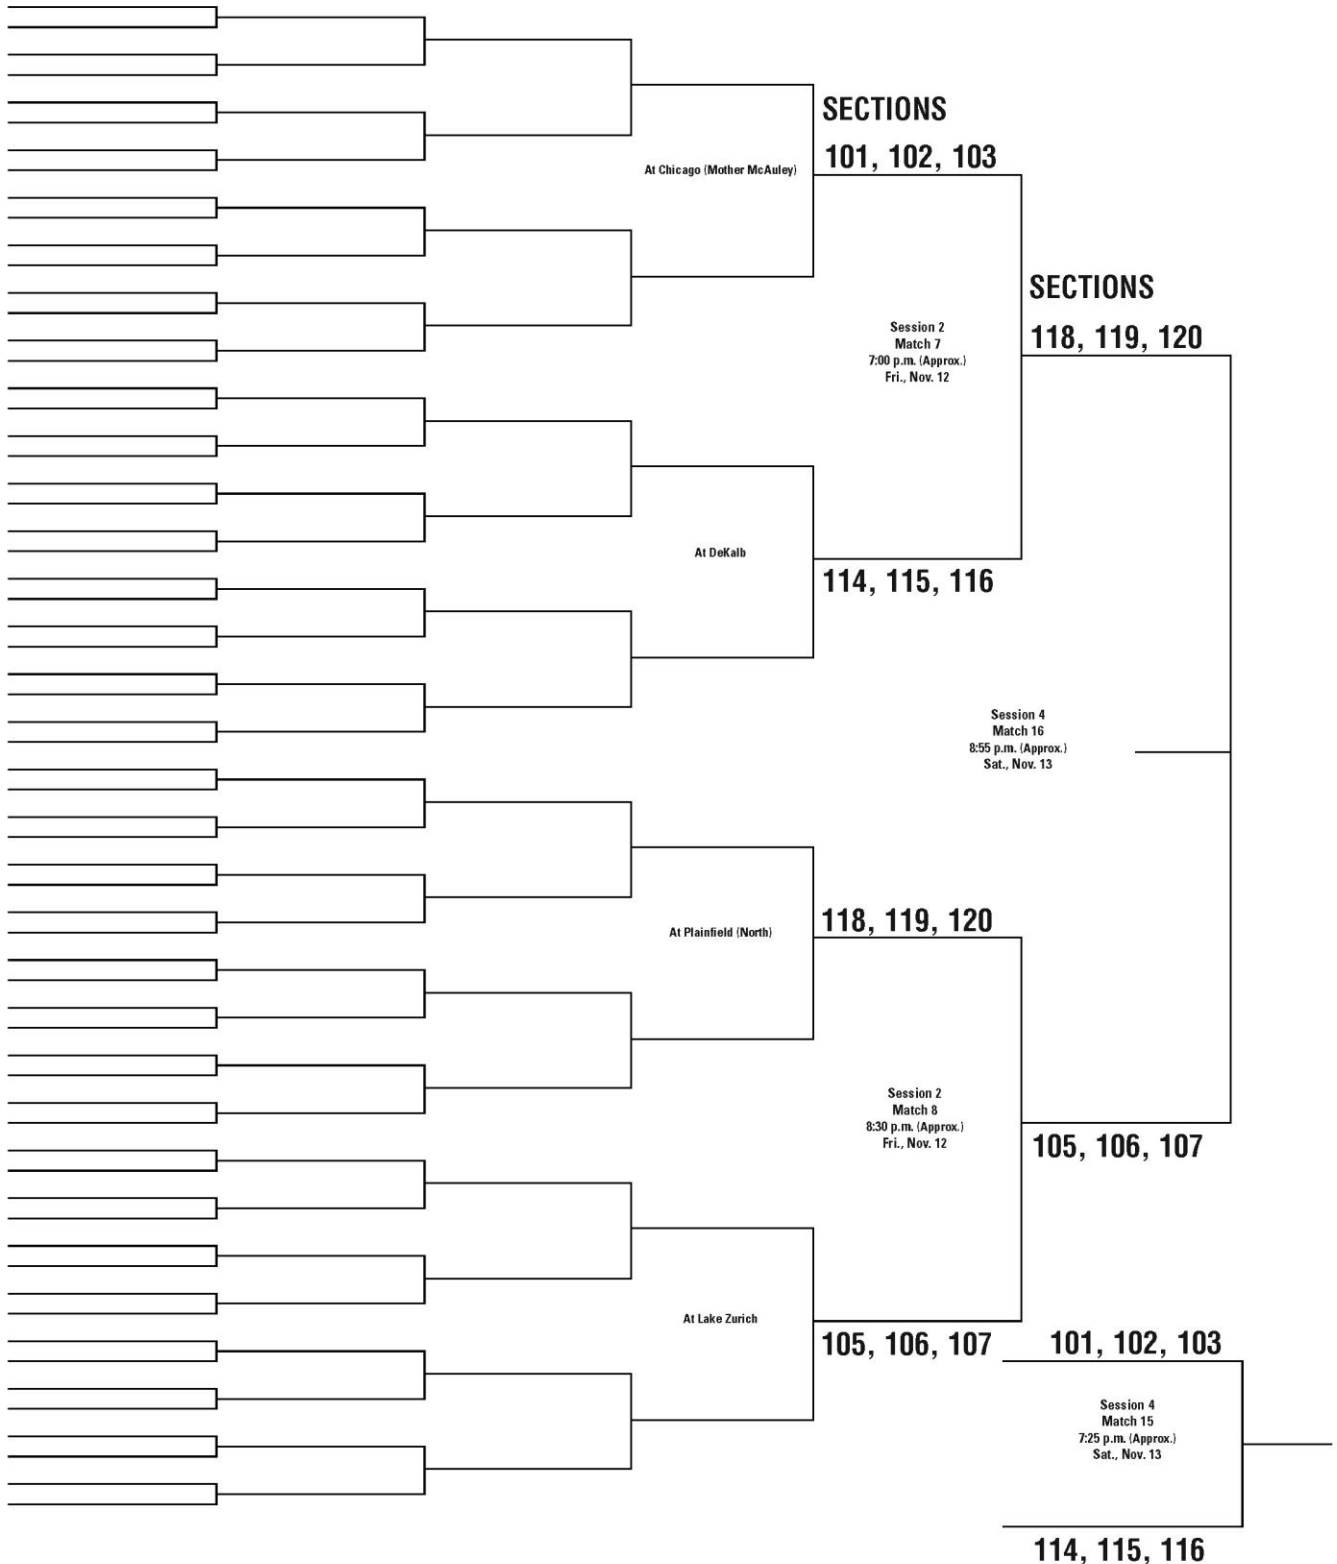 SECTIONS
101, 102, 103
At Chicago (Mother McAuley)
SECTIONS
118, 119, 120
Session 2
Match 7
7:00 p.m. (Approx.)
Fri., Nov. 12
At DeKalb
114, 115, 116
Session 4
Match 16
8:55 p.m. (Approx.)
Sat., Nov. 13
118, 119, 120
At Plainfield (North)
Session 2
Match 8
8:30 p.m. (Approx.)
Fri., Nov. 12
105, 106, 107
At Lake Zurich
105, 106, 107
101, 102, 103
Session 4
Match 15
7:25 p.m. (Approx.)
Sat., Nov. 13
114, 115, 116